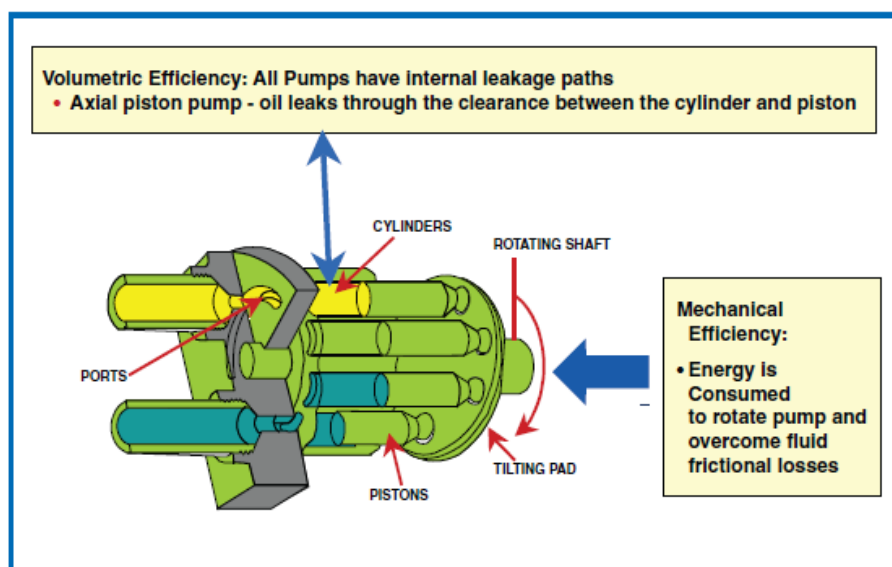 Volumetric Efficiency: All Pumps have internal leakage paths
• Axial piston pump - oil leaks through the clearance between the cylinder and piston
CYLINDERS
ROTATING SHAFT
PORTS
PISTONS
TILTING PAD
Mechanical
Efficiency:
• Energy is
Consumed
to rotate pump and
overcome fluid
frictional losses